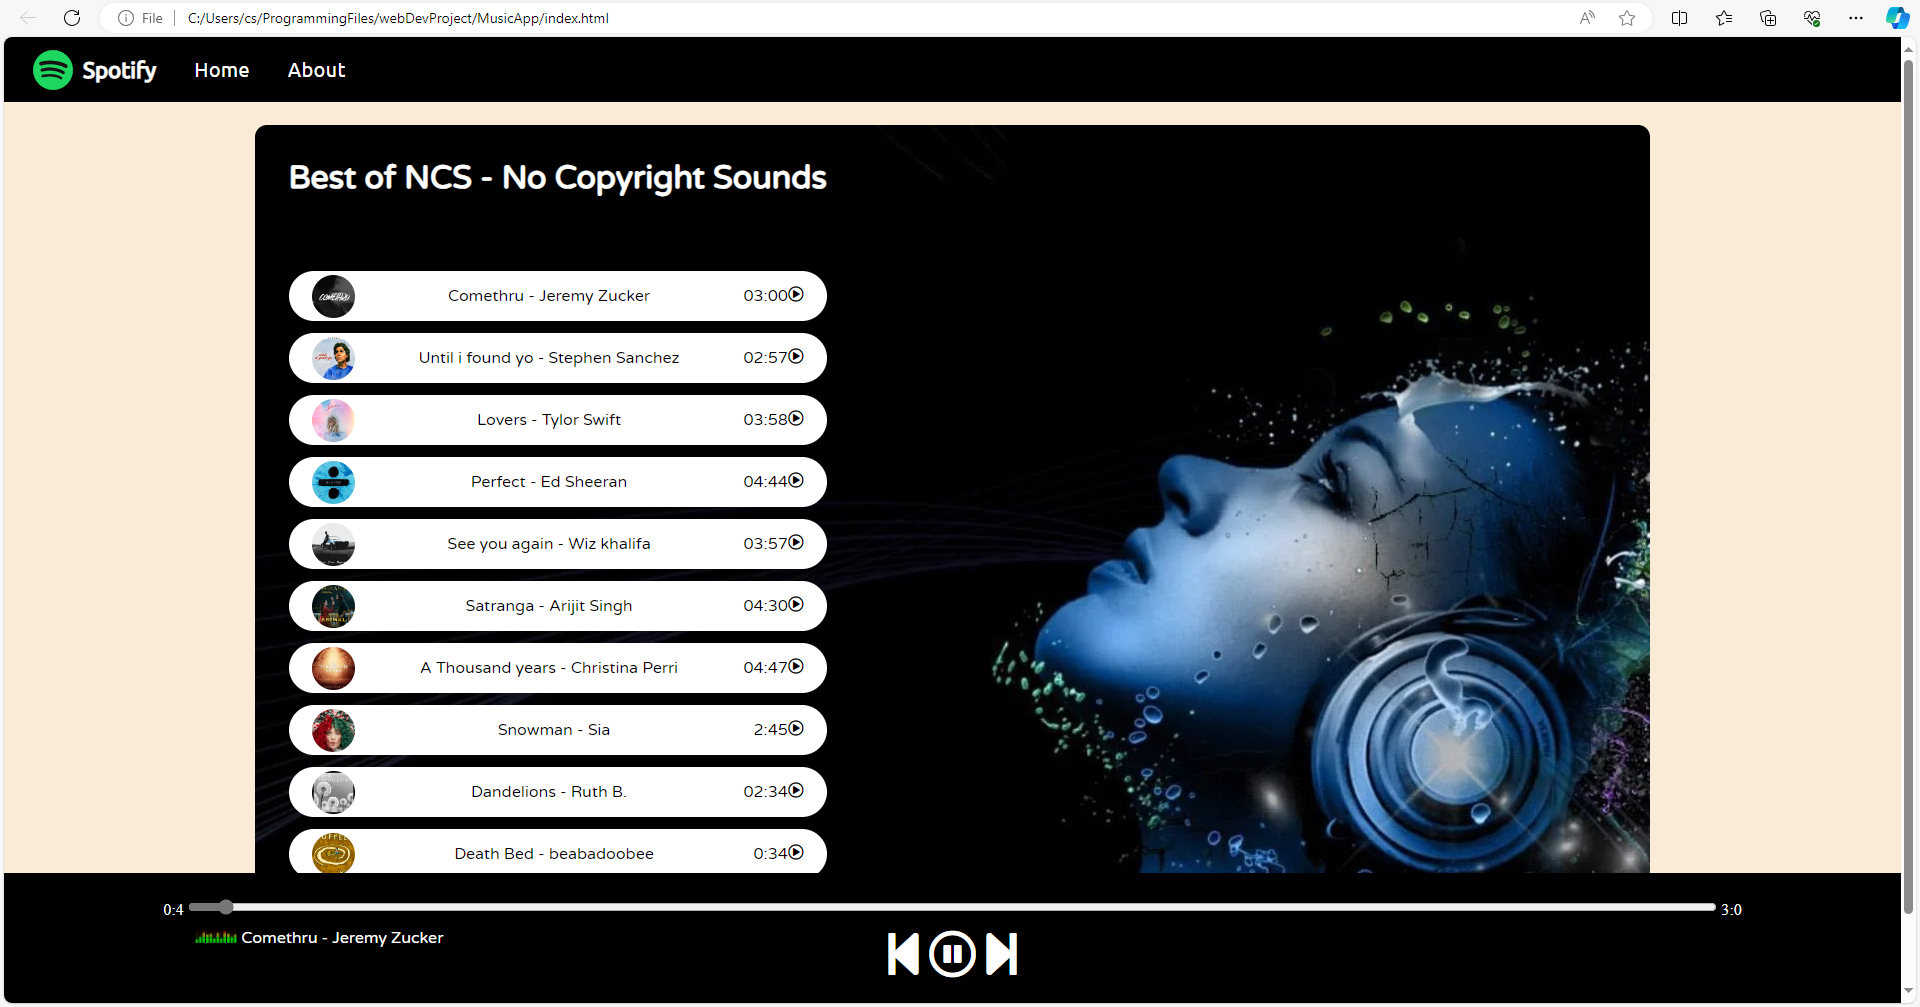 File
C:/Users/cs/ProgrammingFiles/webDevProject/MusicApp/index.html
Spotify Home About
Best of NCS - No Copyright Sounds
Comethru - Jeremy Zucker 03:00
Until i found yo - Stephen Sanchez 02:57
Lovers - Tylor Swift 03:58
Perfect - Ed Sheeran 04:44
See you again - Wiz khalifa 03:57
Satranga - Arijit Singh 04:30
A Thousand years - Christina Perri 04:47
Snowman - Sia 2:45
Dandelions - Ruth B. 02:34
Death Bed - beabadoobee 0:34
0:4 3:0
Comethru - Jeremy Zucker